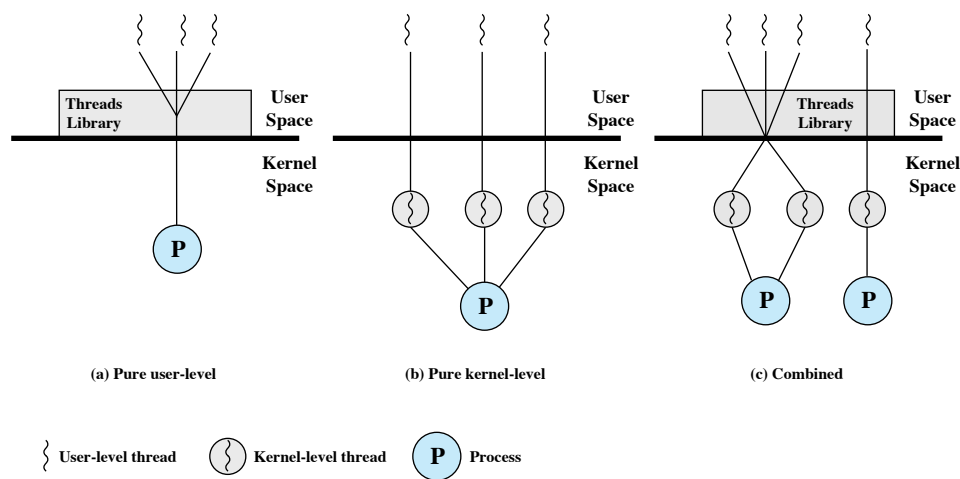 Threads
Library
User
Space
Kernel
Space
P
(a) Pure user-level
User
Space
Kernel
Space
P
(b) Pure kernel-level
Threads
Library
User
Space
Kernel
Space
P
P
(c) Combined
User-level thread
Kernel-level thread
P
Process